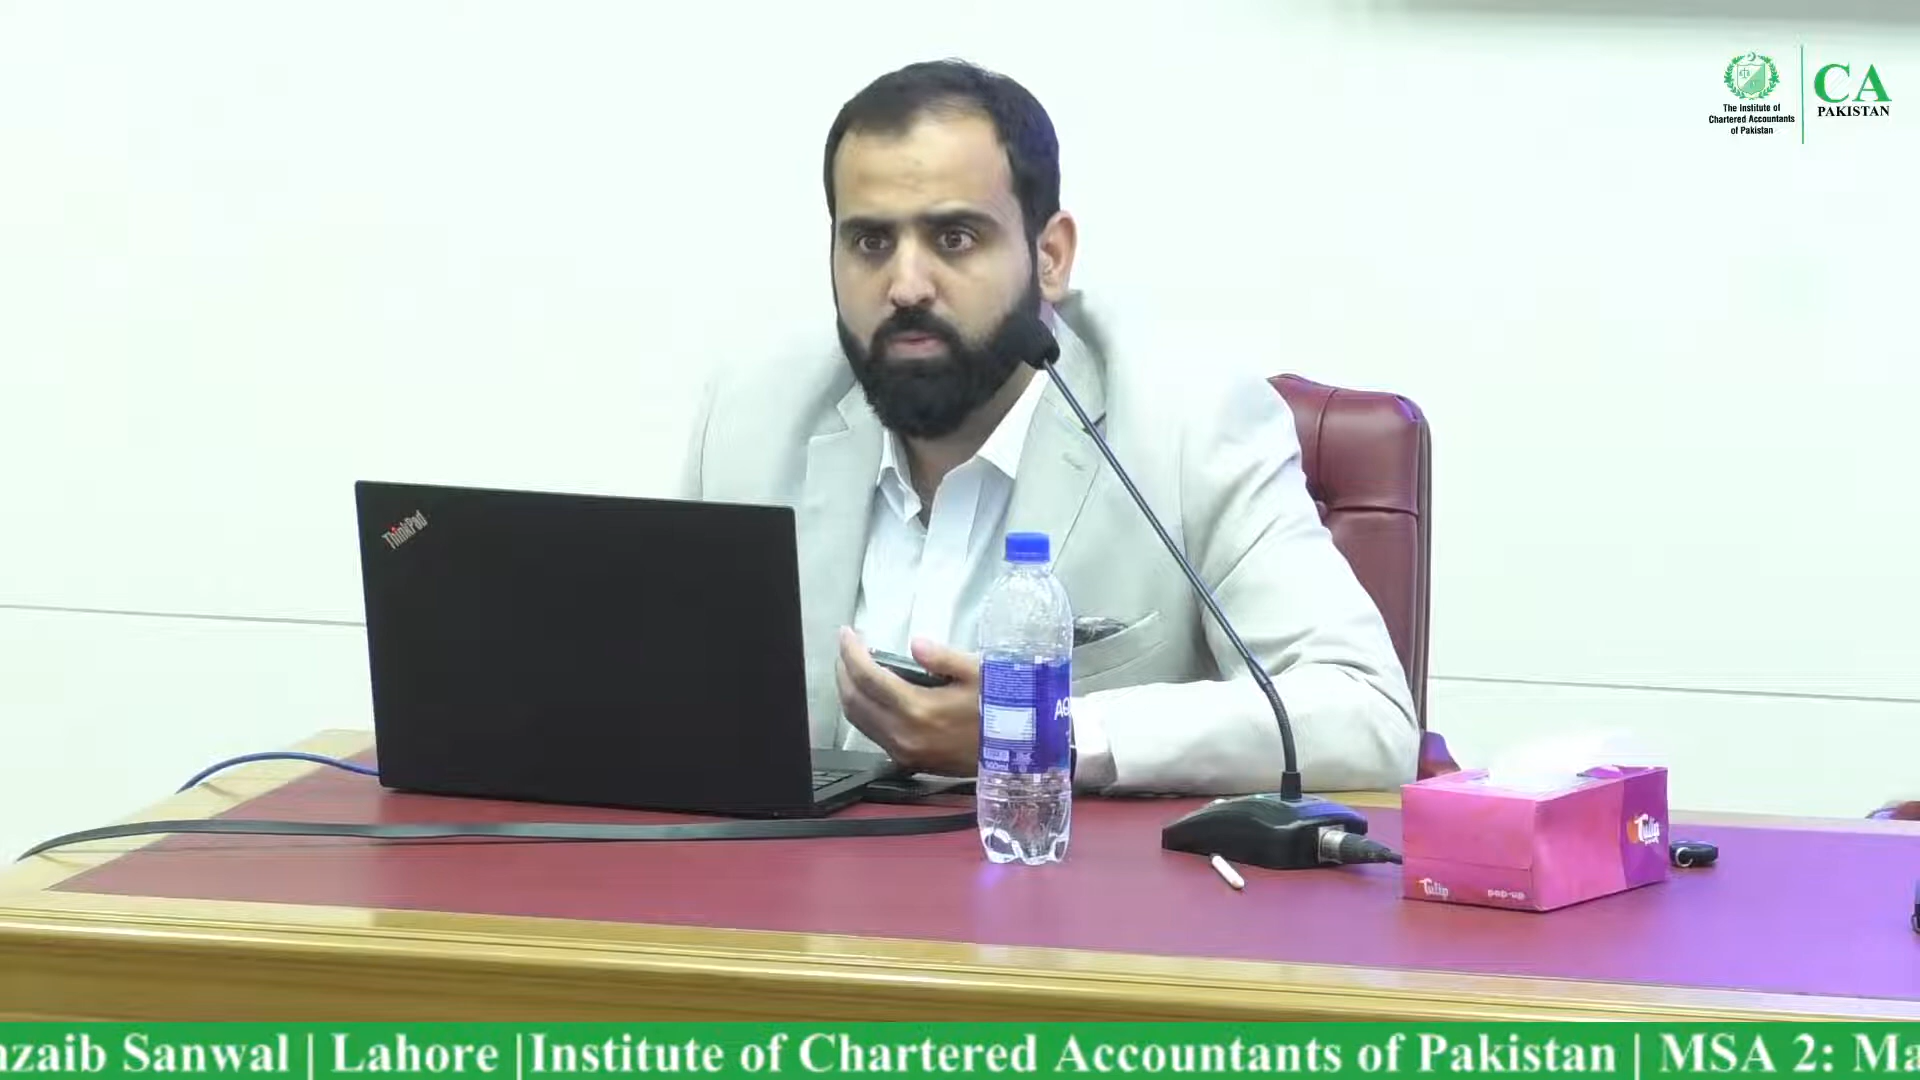 The Institute of
Chartered Accountants
of Pakistan
CA
PAKISTAN
ThinkPad
500ml
Tulip
Tulip
pop-up
nzaib Sanwal | Lahore |Institute of Chartered Accountants of Pakistan | MSA 2: Ma